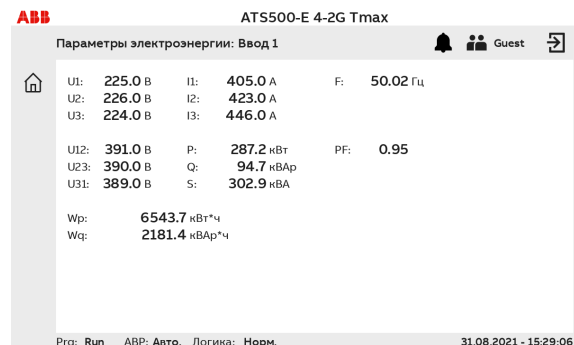 ABB ATS500-E 4-2G Tmax
Параметры электроэнергии: Ввод 1 Guest
U1: 225.0 В I1: 405.0 А F: 50.02 Гц
U2: 226.0 В I2: 423.0 А
U3: 224.0 В I3: 446.0 А
U12: 391.0 В P: 287.2 кВт PF: 0.95
U23: 390.0 В Q: 94.7 кВАр
U31: 389.0 В S: 302.9 кВА
Wp: 6543.7 кВт*ч
Wq: 2181.4 кВАр*ч
Prg: Run АВР: Авто. Логика: Норм. 31.08.2021 - 15:29:06